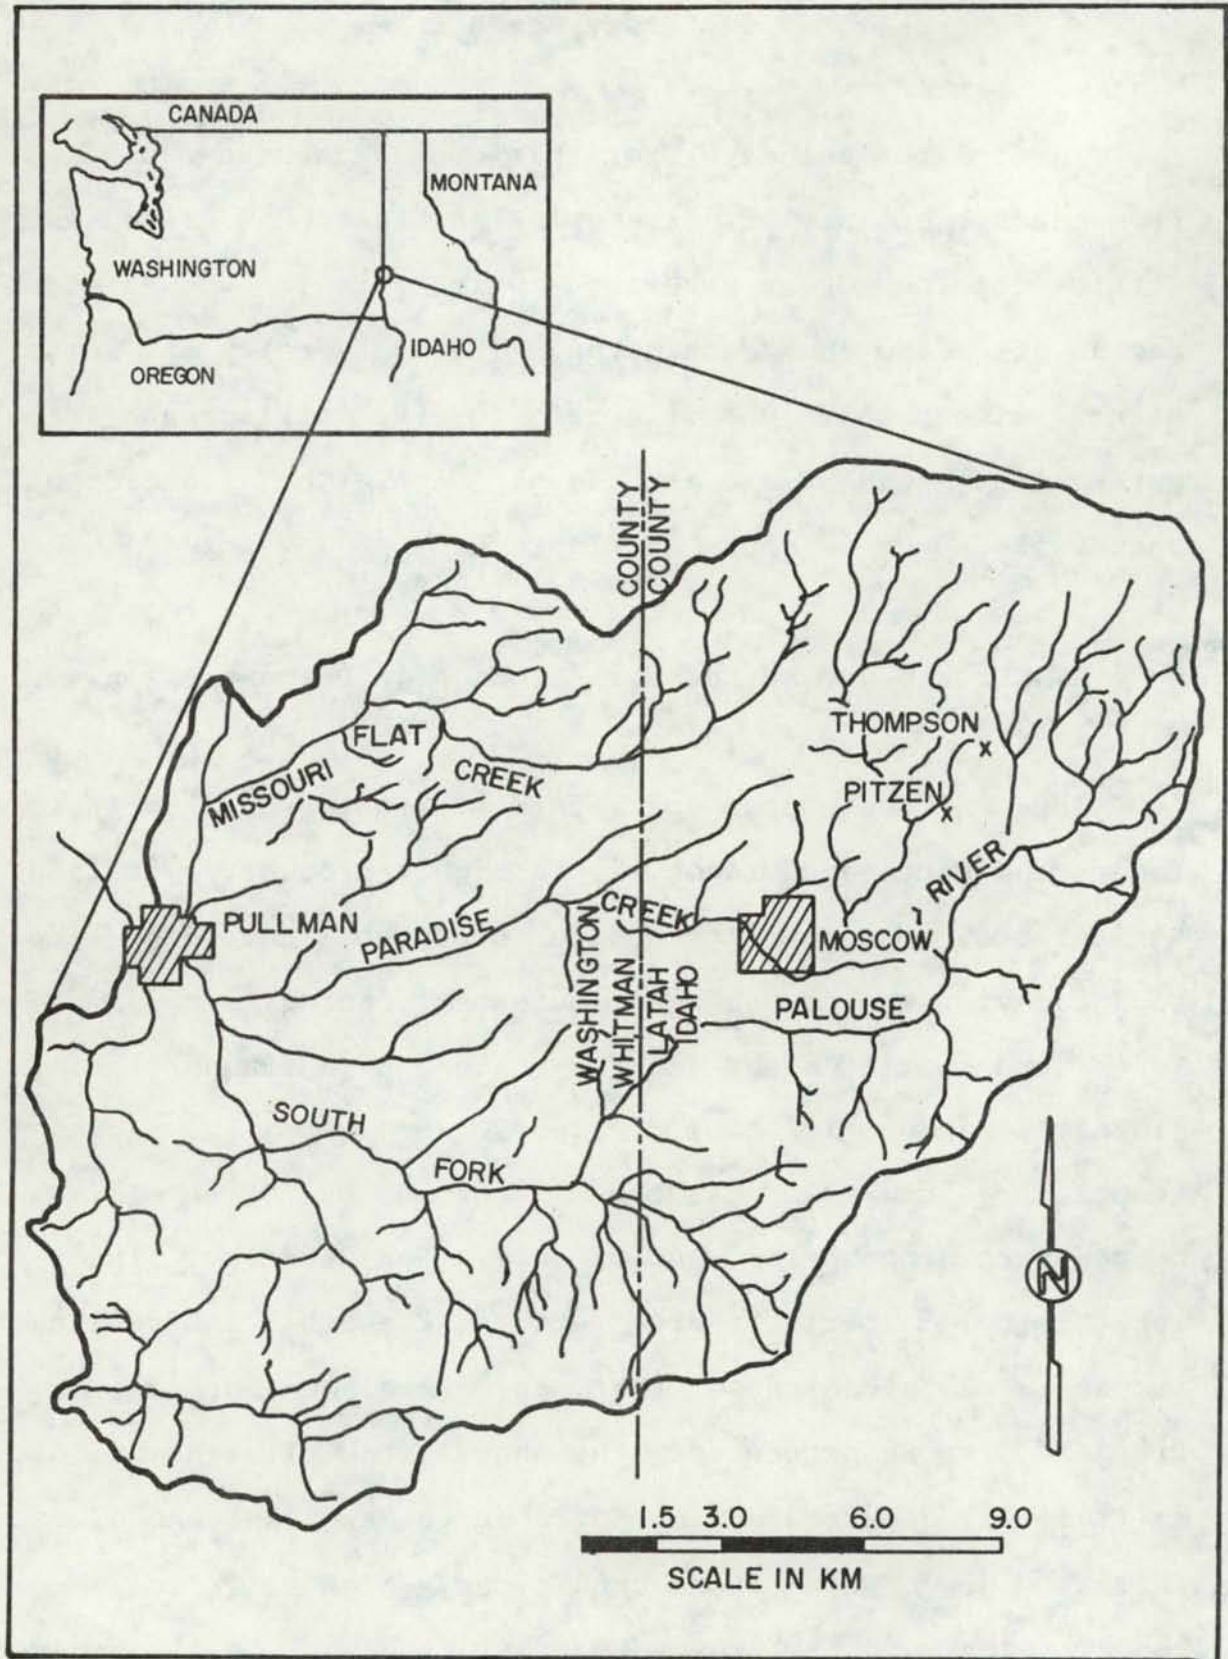 CANADA
MONTANA
WASHINGTON
IDAHO
OREGON
COUNTY
COUNTY
THOMPSON
x
FLAT
MISSOURI
CREEK
PITZEN
x
RIVER
PULLMAN
PARADISE
CREEK
MOSCOW
WASHINGTON
WHITMAN
LATAH
IDAHO
PALOUSE
SOUTH
FORK
N
1.5 3.0 6.0 9.0
SCALE IN KM